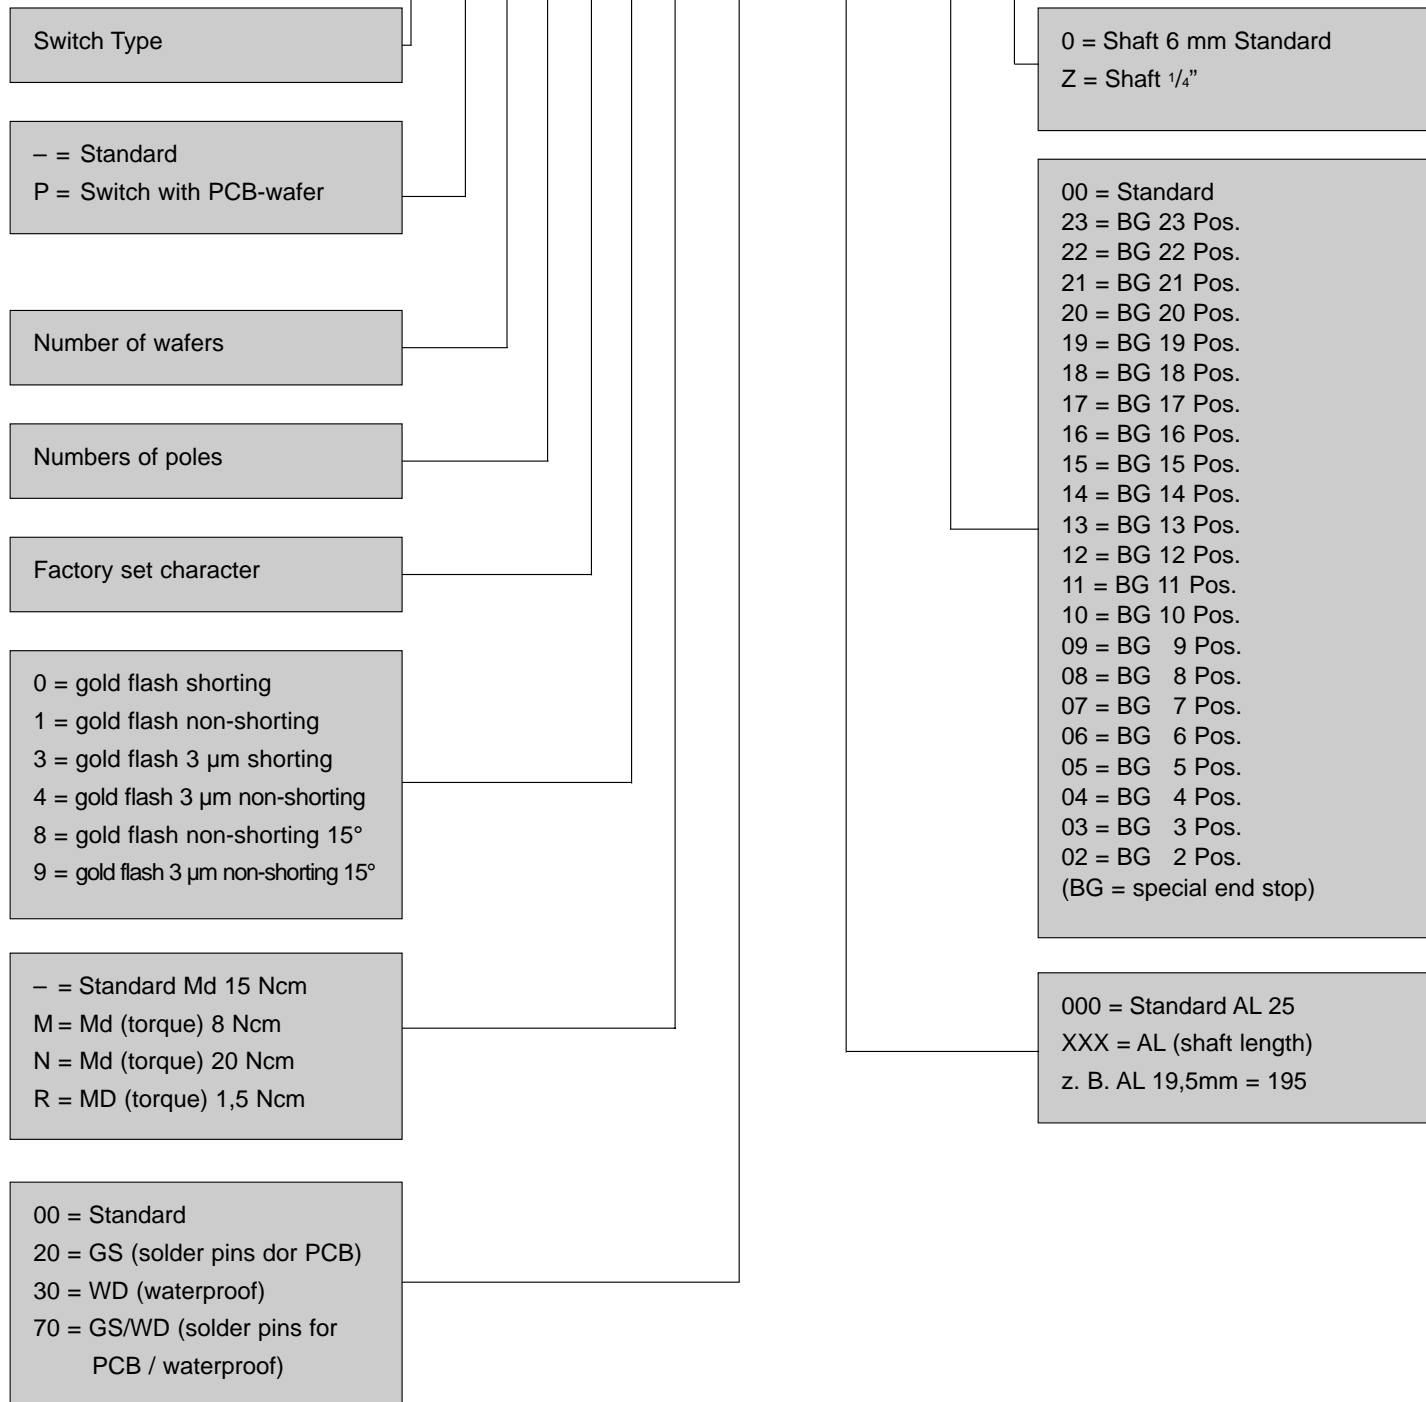 Switch Type
– = Standard
P = Switch with PCB-wafer
Number of wafers
Numbers of poles
Factory set character
0 = gold flash shorting
1 = gold flash non-shorting
3 = gold flash 3 µm shorting
4 = gold flash 3 µm non-shorting
8 = gold flash non-shorting 15°
9 = gold flash 3 µm non-shorting 15°
– = Standard Md 15 Ncm
M = Md (torque) 8 Ncm
N = Md (torque) 20 Ncm
R = MD (torque) 1,5 Ncm
00 = Standard
20 = GS (solder pins dor PCB)
30 = WD (waterproof)
70 = GS/WD (solder pins for
PCB / waterproof)
0 = Shaft 6 mm Standard
Z = Shaft 1/4”
00 = Standard
23 = BG 23 Pos.
22 = BG 22 Pos.
21 = BG 21 Pos.
20 = BG 20 Pos.
19 = BG 19 Pos.
18 = BG 18 Pos.
17 = BG 17 Pos.
16 = BG 16 Pos.
15 = BG 15 Pos.
14 = BG 14 Pos.
13 = BG 13 Pos.
12 = BG 12 Pos.
11 = BG 11 Pos.
10 = BG 10 Pos.
09 = BG 9 Pos.
08 = BG 8 Pos.
07 = BG 7 Pos.
06 = BG 6 Pos.
05 = BG 5 Pos.
04 = BG 4 Pos.
03 = BG 3 Pos.
02 = BG 2 Pos.
(BG = special end stop)
000 = Standard AL 25
XXX = AL (shaft length)
z. B. AL 19,5mm = 195